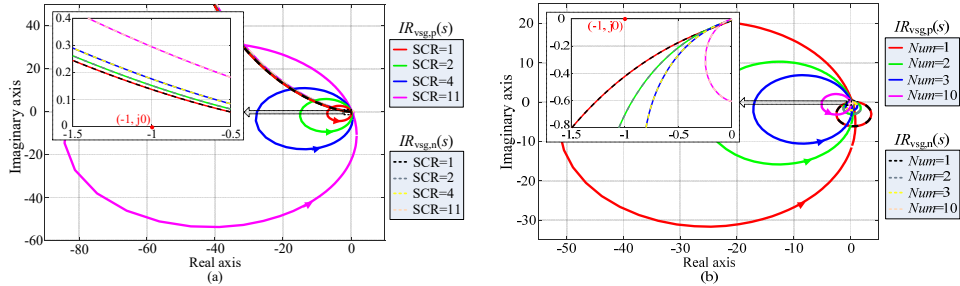 IRvsg,p(s)
SCR=1
SCR=2
SCR=4
SCR=11
IRvsg,n(s)
SCR=1
SCR=2
SCR=4
SCR=11
Imaginary axis
40
20
0
-20
-40
-60
-80
-60
-40
-20
0
Real axis
(a)
0.4
0.3
0.2
0.1
0
-1.5
-1
-0.5
(-1, j0)
IRvsg,p(s)
Num=1
Num=2
Num=3
Num=10
IRvsg,n(s)
Num=1
Num=2
Num=3
Num=10
Imaginary axis
20
10
0
-10
-20
-30
-50
-40
-30
-20
-10
0
Real axis
(b)
0
-0.2
-0.4
-0.6
-0.8
-1.5
-1
0
(-1, j0)